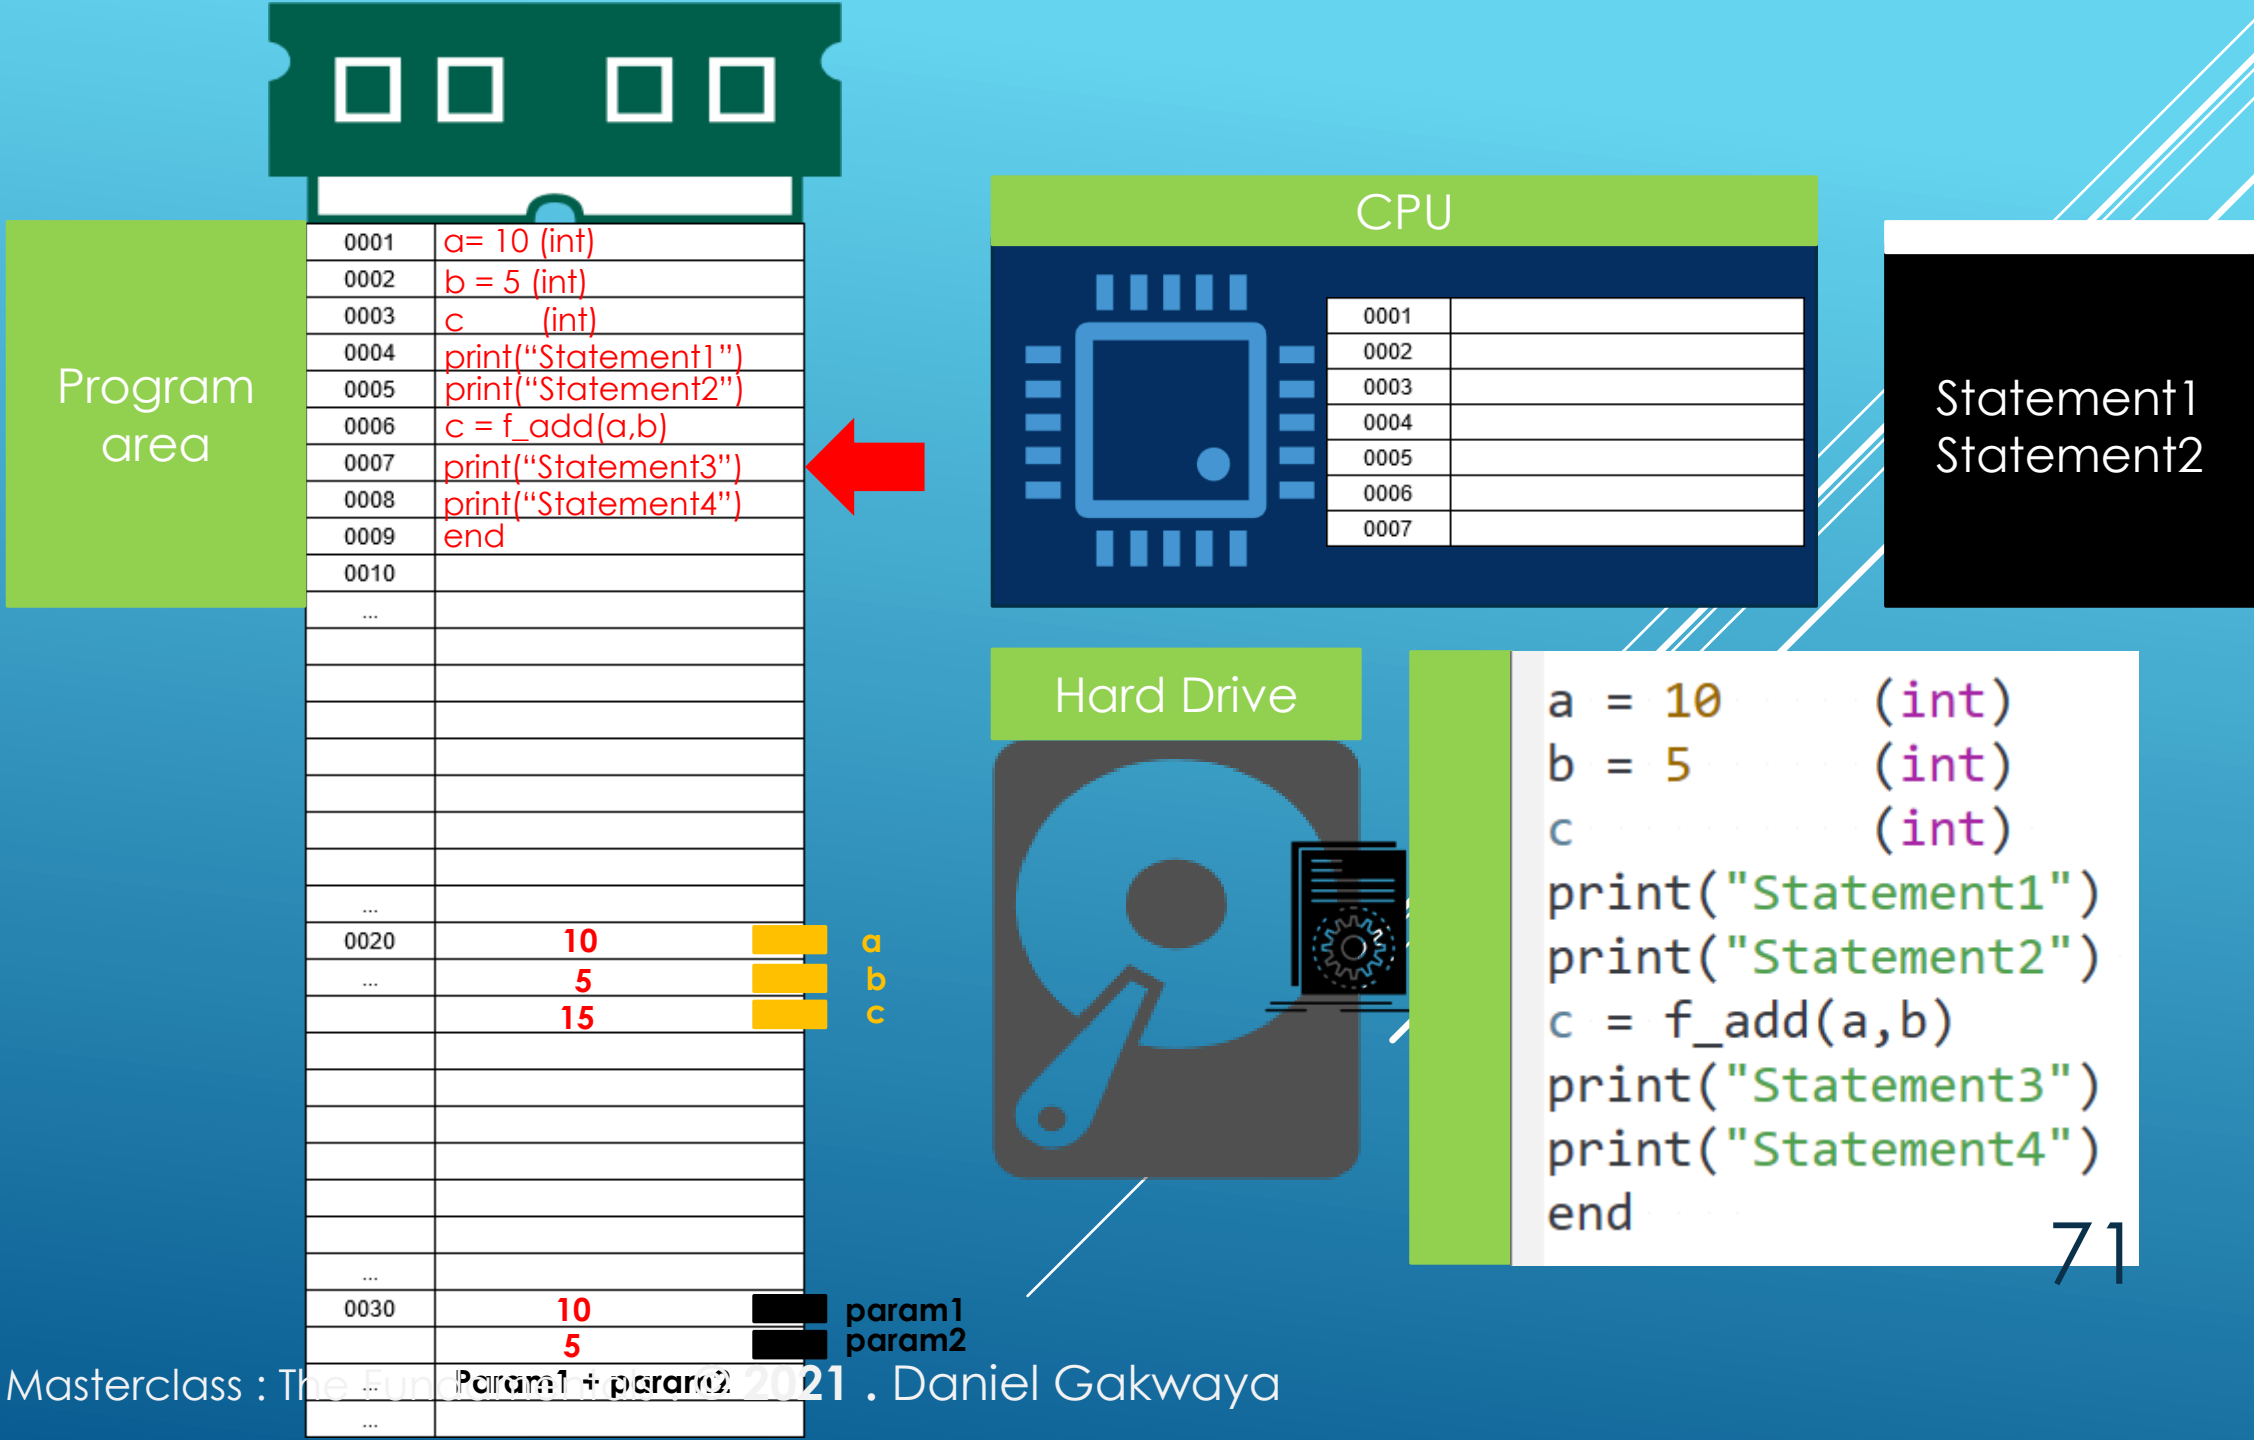 Program
area
0001 a= 10 (int)
0002 b = 5 (int)
0003 c (int)
0004 print(“Statement1”)
0005 print(“Statement2”)
0006 c = f_add(a,b)
0007 print(“Statement3”)
0008 print(“Statement4”)
0009 end
0010
...
...
0020 10 a
... 5 b
15 c
...
0030 10 param1
5 param2
... Param1 + param2
...
CPU
0001
0002
0003
0004
0005
0006
0007
Statement1
Statement2
Hard Drive
a = 10 (int)
b = 5 (int)
c (int)
print("Statement1")
print("Statement2")
c = f_add(a,b)
print("Statement3")
print("Statement4")
end
71
Masterclass : The Fundamentals . © 2021 . Daniel Gakwaya